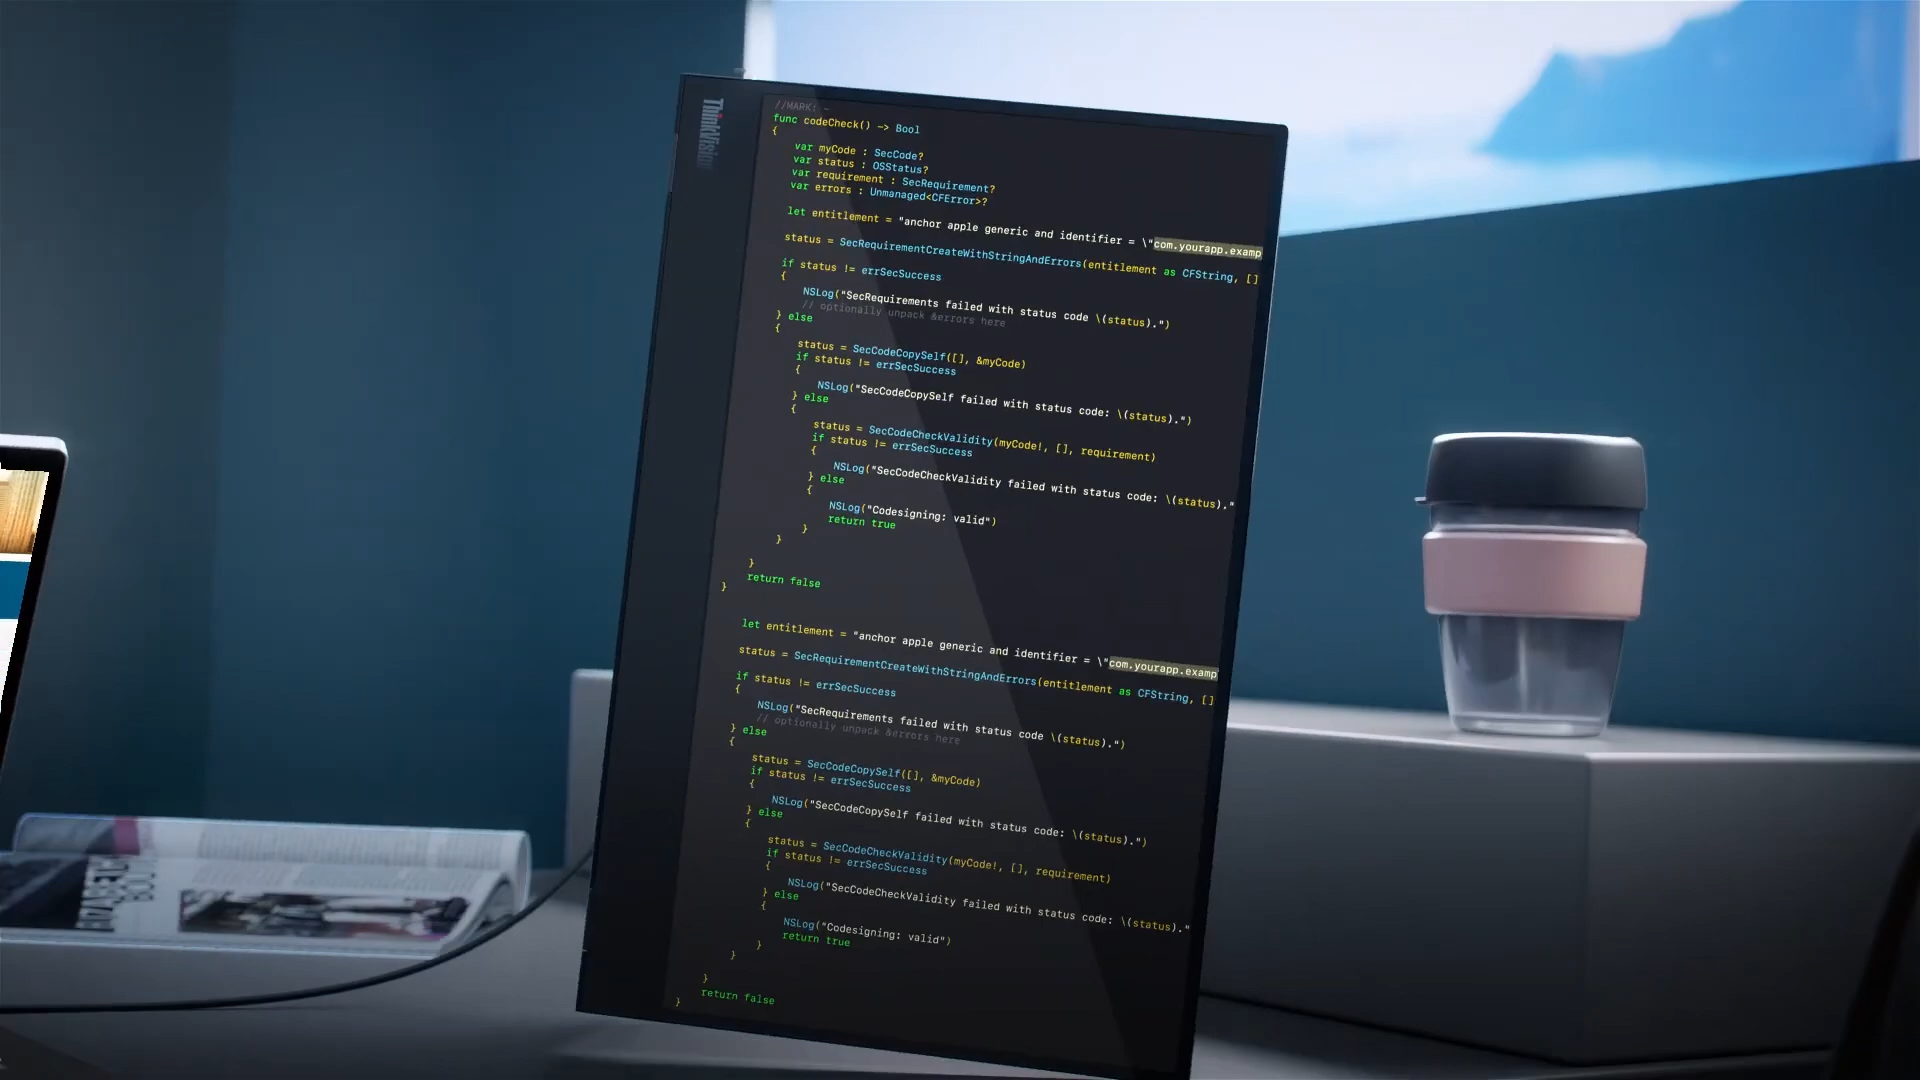 ThinkVision
//MARK: -
func codeCheck() -> Bool
{
var myCode : SecCode?
var status : OSStatus?
var requirement : SecRequirement?
var errors : Unmanaged<CFError>?
let entitlement = "anchor apple generic and identifier = \"com.yourapp.examp
status = SecRequirementCreateWithStringAndErrors(entitlement as CFString, []
if status != errSecSuccess
{
NSLog("SecRequirements failed with status code \(status).")
// optionally unpack &errors here
} else
{
status = SecCodeCopySelf([], &myCode)
if status != errSecSuccess
{
NSLog("SecCodeCopySelf failed with status code: \(status).")
} else
{
status = SecCodeCheckValidity(myCode!, [], requirement)
if status != errSecSuccess
{
NSLog("SecCodeCheckValidity failed with status code: \(status)."
} else
{
NSLog("Codesigning: valid")
return true
}
}
}
return false
}
let entitlement = "anchor apple generic and identifier = \"com.yourapp.examp
status = SecRequirementCreateWithStringAndErrors(entitlement as CFString, []
if status != errSecSuccess
{
NSLog("SecRequirements failed with status code \(status).")
// optionally unpack &errors here
} else
{
status = SecCodeCopySelf([], &myCode)
if status != errSecSuccess
{
NSLog("SecCodeCopySelf failed with status code: \(status).")
} else
{
status = SecCodeCheckValidity(myCode!, [], requirement)
if status != errSecSuccess
{
NSLog("SecCodeCheckValidity failed with status code: \(status)."
} else
{
NSLog("Codesigning: valid")
return true
}
}
}
return false
}